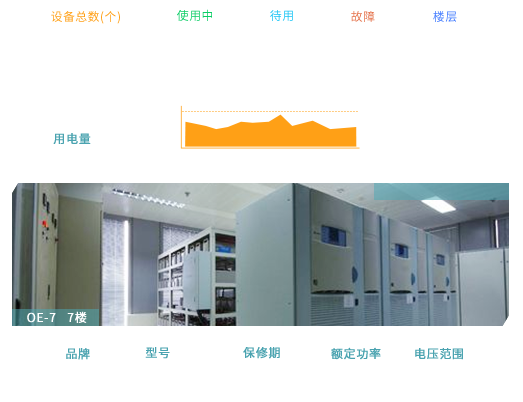 设备总数(个) 使用中 待用 故障 楼层
用电量
OE-7 7楼
品牌 型号 保修期 额定功率 电压范围